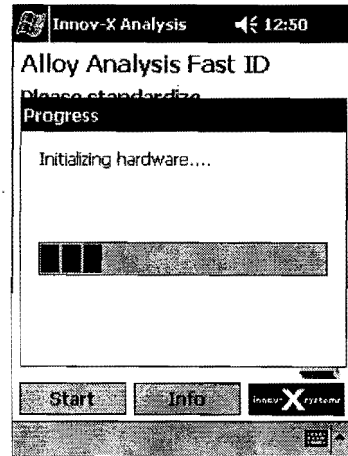 Innov-X Analysis 12:50
Alloy Analysis Fast ID
Please standardize
Progress
Initializing hardware....
Start Info innov-X systems